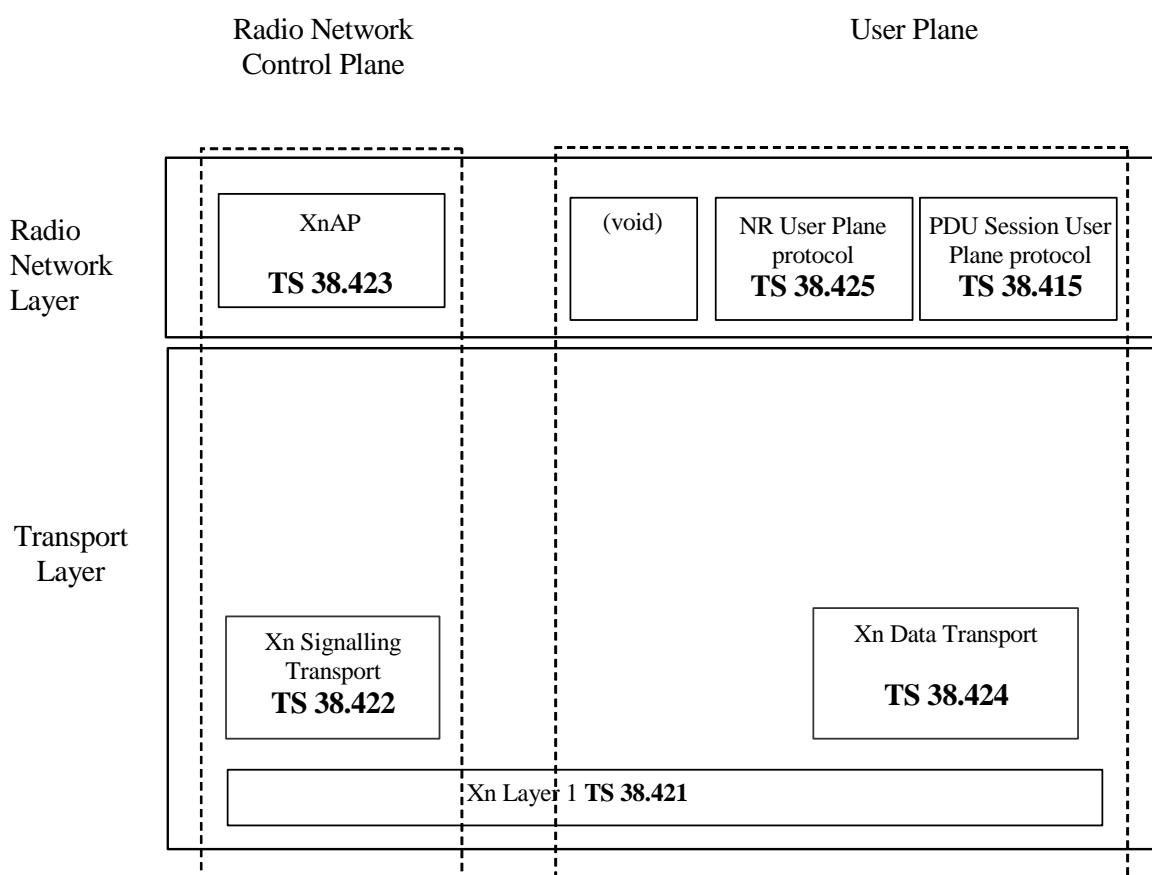 Radio Network
Control Plane
User Plane
Radio
Network
Layer
XnAP
TS 38.423
(void)
NR User Plane
protocol
TS 38.425
PDU Session User
Plane protocol
TS 38.415
Transport
Layer
Xn Signalling
Transport
TS 38.422
Xn Data Transport
TS 38.424
Xn Layer 1 TS 38.421